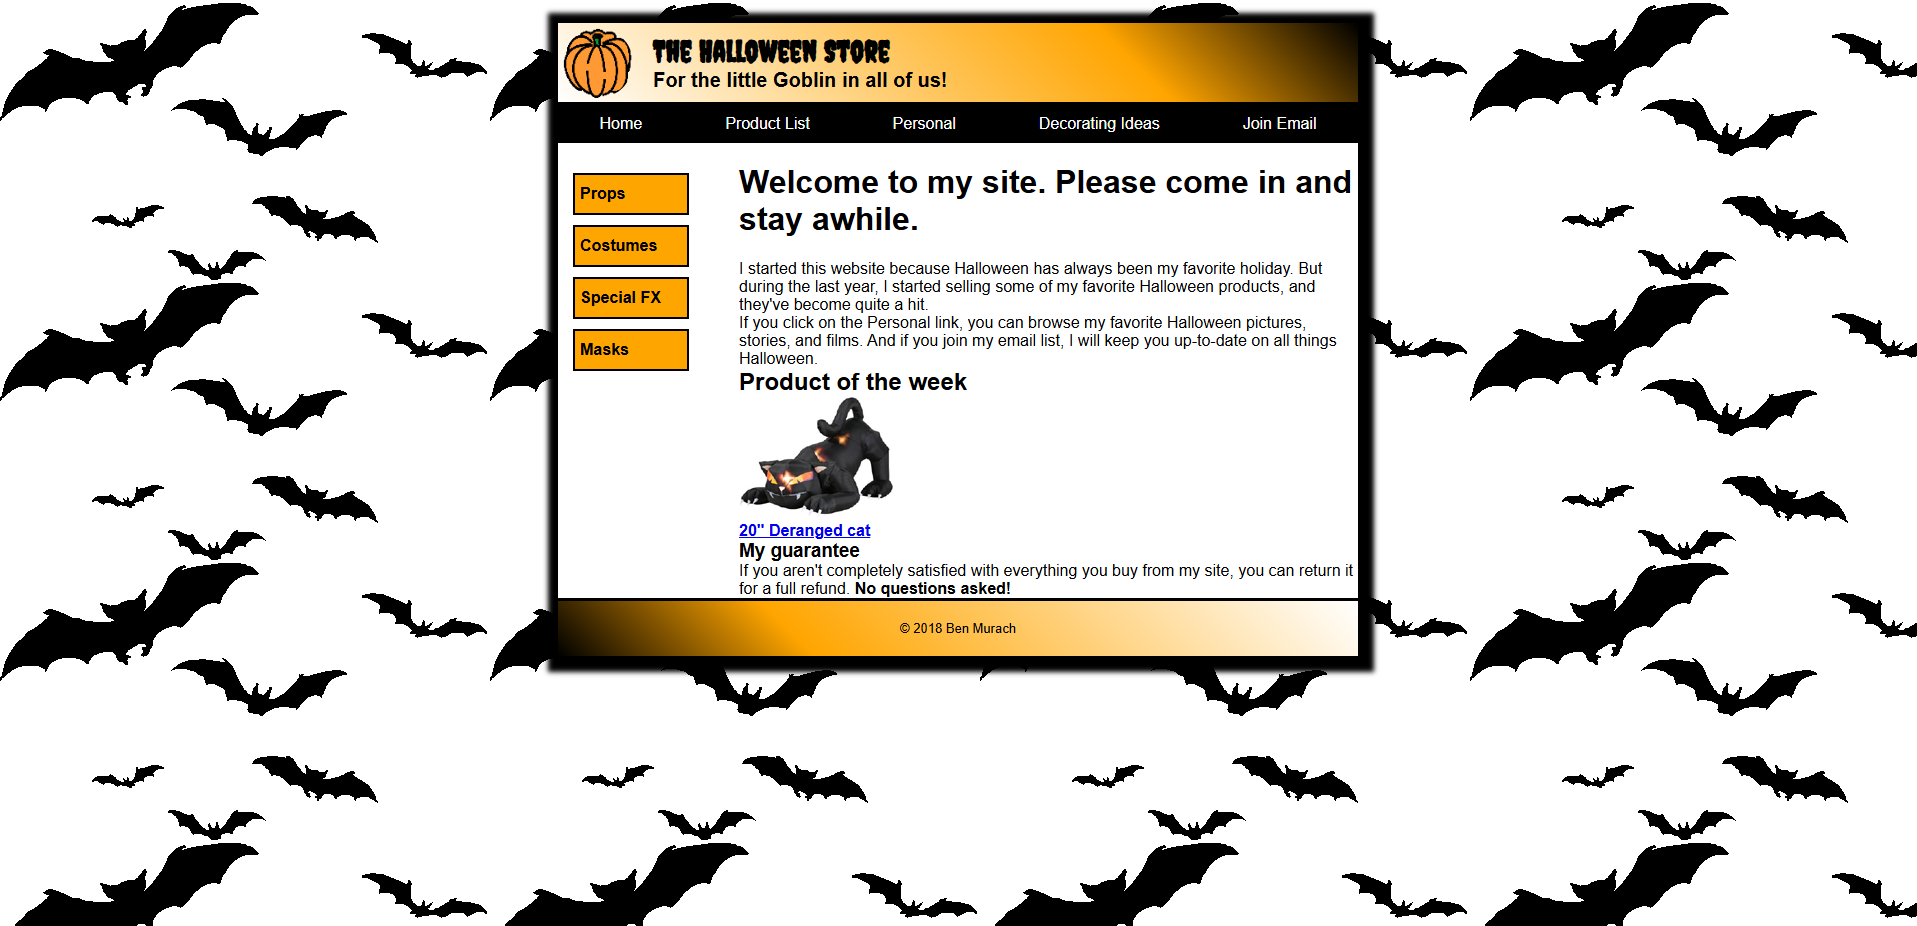 THE HALLOWEEN STORE
For the little Goblin in all of us!
Home Product List Personal Decorating Ideas Join Email
Props
Costumes
Special FX
Masks
Welcome to my site. Please come in and
stay awhile.
I started this website because Halloween has always been my favorite holiday. But
during the last year, I started selling some of my favorite Halloween products, and
they've become quite a hit.
If you click on the Personal link, you can browse my favorite Halloween pictures,
stories, and films. And if you join my email list, I will keep you up-to-date on all things
Halloween.
Product of the week
20" Deranged cat
My guarantee
If you aren't completely satisfied with everything you buy from my site, you can return it
for a full refund. No questions asked!
© 2018 Ben Murach